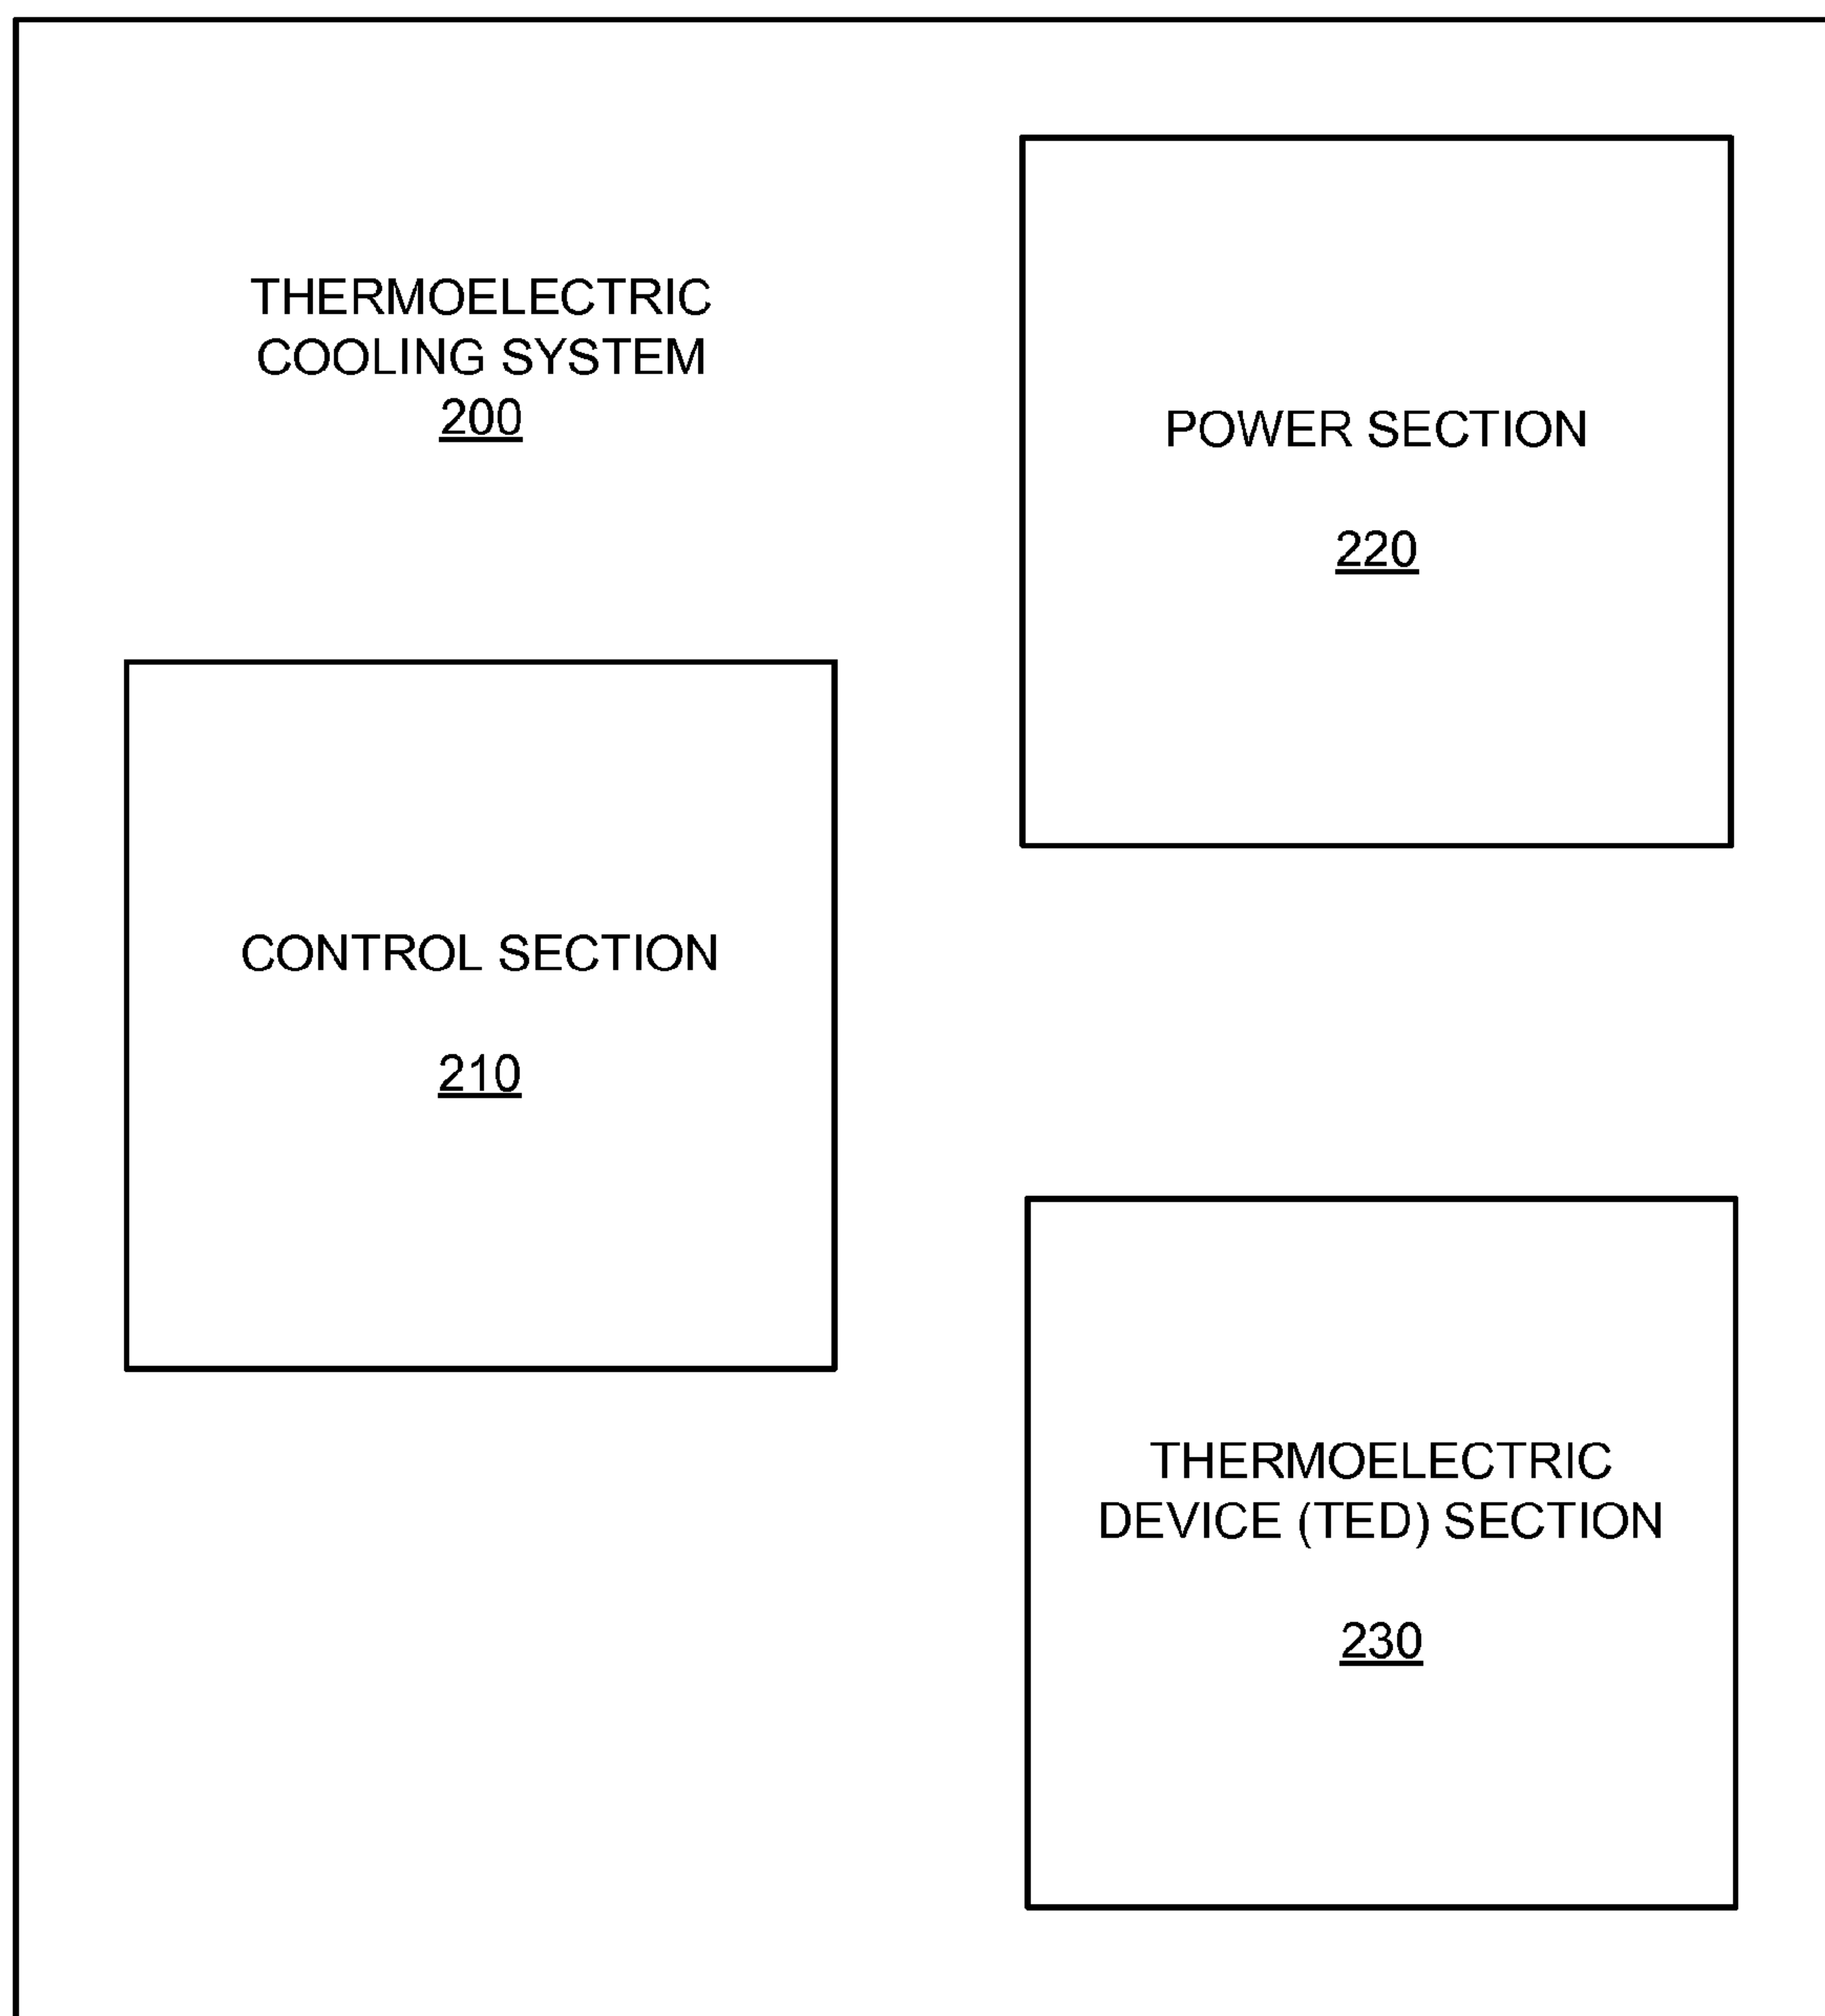 THERMOELECTRIC
COOLING SYSTEM
200
POWER SECTION
220
CONTROL SECTION
210
THERMOELECTRIC
DEVICE (TED) SECTION
230